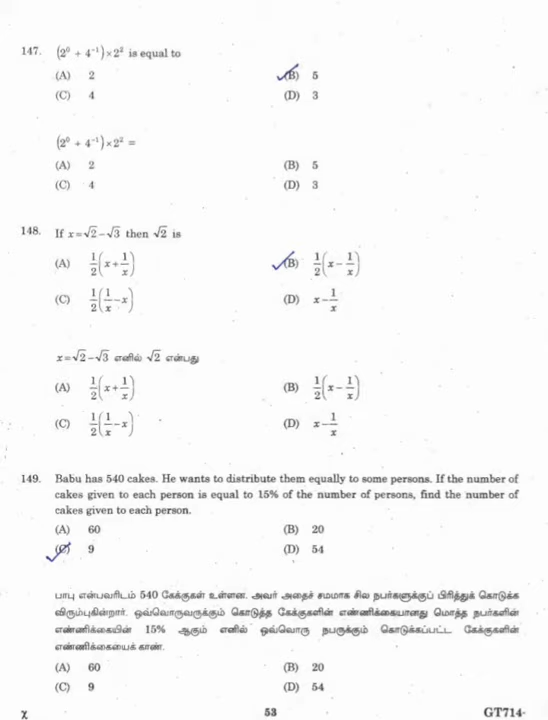 147. (2⁰ + 4⁻¹)×2² is equal to
(A) 2 (B) 5
(C) 4 (D) 3
(2⁰ + 4⁻¹)×2² =
(A) 2 (B) 5
(C) 4 (D) 3
148. If x=√2−√3 then √2 is
(A) 1/2(x+1/x) (B) 1/2(x−1/x)
(C) 1/2(1/x−x) (D) x−1/x
x=√2−√3 எனில் √2 என்பது
(A) 1/2(x+1/x) (B) 1/2(x−1/x)
(C) 1/2(1/x−x) (D) x−1/x
149. Babu has 540 cakes. He wants to distribute them equally to some persons. If the number of
cakes given to each person is equal to 15% of the number of persons, find the number of
cakes given to each person.
(A) 60 (B) 20
(C) 9 (D) 54
பாபு என்பவரிடம் 540 கேக்குகள் உள்ளன. அவர் அதைச் சமமாக சில நபர்களுக்குப் பிரித்துக் கொடுக்க
விரும்புகின்றார். ஒவ்வொருவருக்கும் கொடுத்த கேக்குகளின் எண்ணிக்கையானது மொத்த நபர்களின்
எண்ணிக்கையின் 15% ஆகும் எனில் ஒவ்வொரு நபருக்கும் கொடுக்கப்பட்ட கேக்குகளின்
எண்ணிக்கையைக் காண்.
(A) 60 (B) 20
(C) 9 (D) 54
χ 53 GT714-